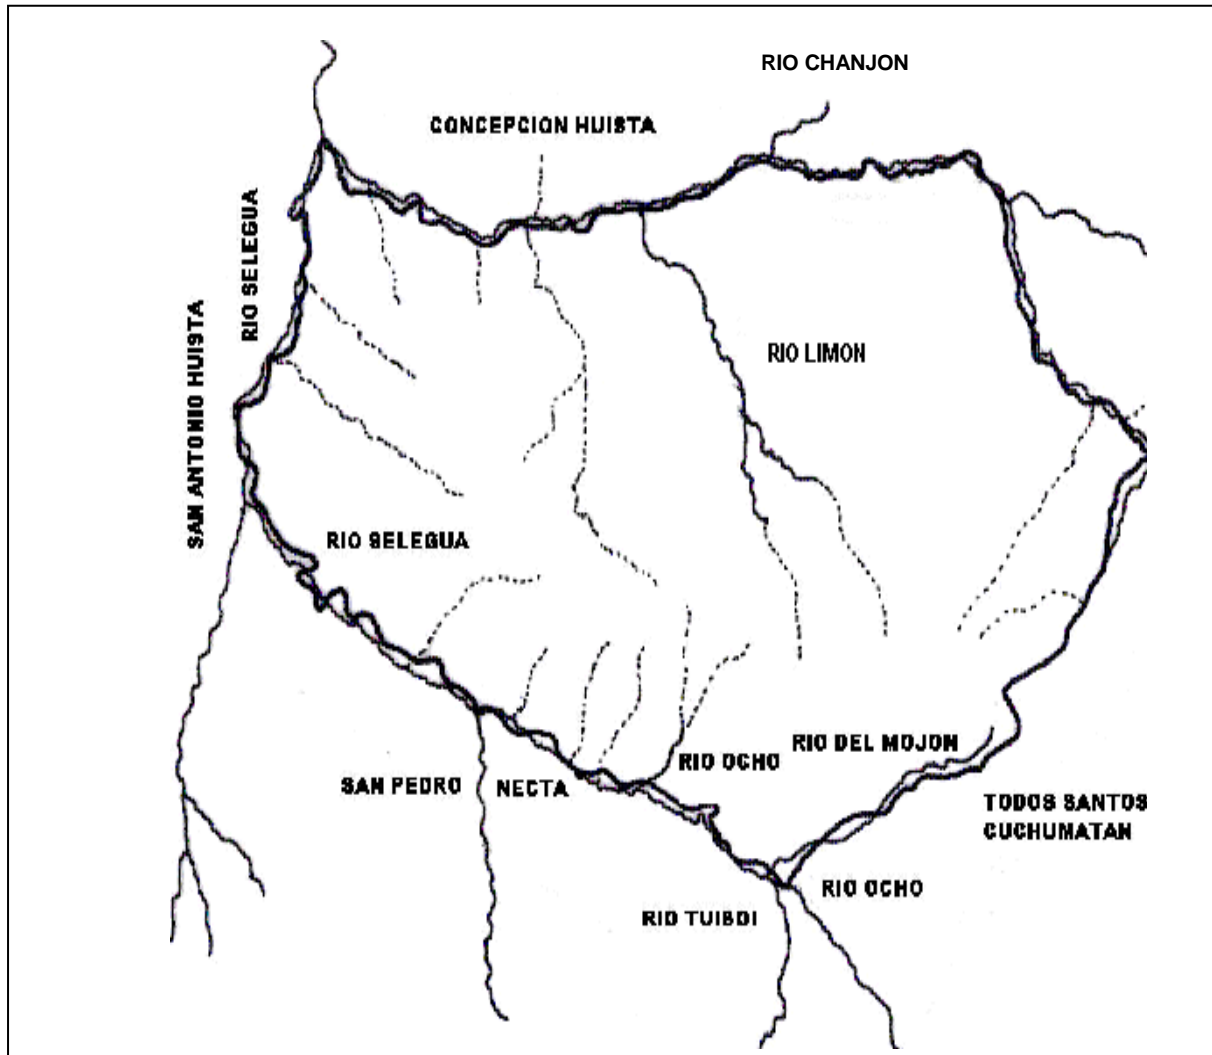 RIO CHANJON
CONCEPCION HUISTA
RIO SELEGUA
SAN ANTONIO HUISTA
RIO LIMON
RIO SELEGUA
RIO OCHO
RIO DEL MOJON
SAN PEDRO NECTA
TODOS SANTOS
CUCHUMATAN
RIO OCHO
RIO TUISDI